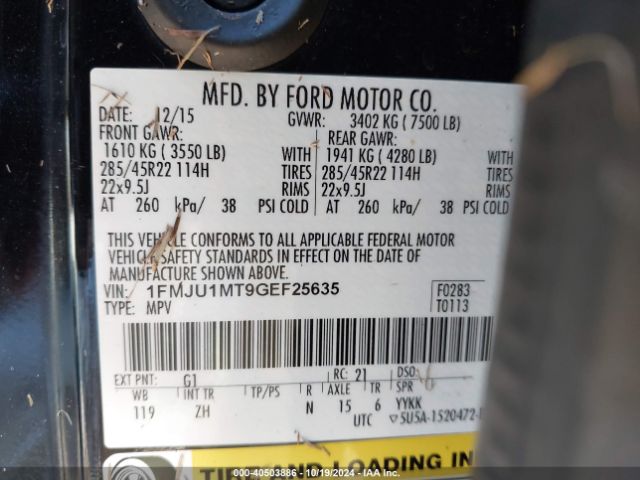 MFD. BY FORD MOTOR CO.
DATE: 12/15 GVWR: 3402 KG ( 7500 LB)
FRONT GAWR: REAR GAWR:
1610 KG ( 3550 LB) WITH 1941 KG ( 4280 LB) WITH
285/45R22 114H TIRES 285/45R22 114H TIRES
22x9.5J RIMS 22x9.5J RIMS
AT 260 kPa/ 38 PSI COLD AT 260 kPa/ 38 PSI COLD
THIS VEHICLE CONFORMS TO ALL APPLICABLE FEDERAL MOTOR
VEHICLE SAFETY STANDARDS IN EFFECT ON THE DATE OF
MANUFACTURE SHOWN ABOVE.
VIN: 1FMJU1MT9GEF25635 F0283
TYPE: MPV T0113
EXT PNT: G1 RC: 21 DSO:
WB INT TR TP/PS R AXLE TR SPR
119 ZH N 15 6 YYKK
UTC ▽5U5A-1520472-
TIRE AND LOADING IN
40503886 - 10/19/2024 - IAA Inc.